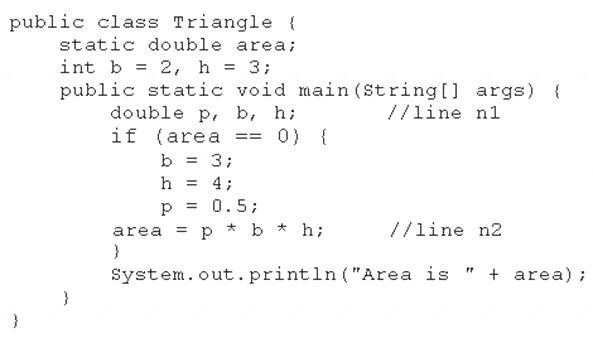 public class Triangle {
    static double area;
    int b = 2, h = 3;
    public static void main(String[] args) {
        double p, b, h;        //line n1
        if (area == 0) {
            b = 3;
            h = 4;
            p = 0.5;
        area = p * b * h;      //line n2
        }
        System.out.println("Area is " + area);
    }
}